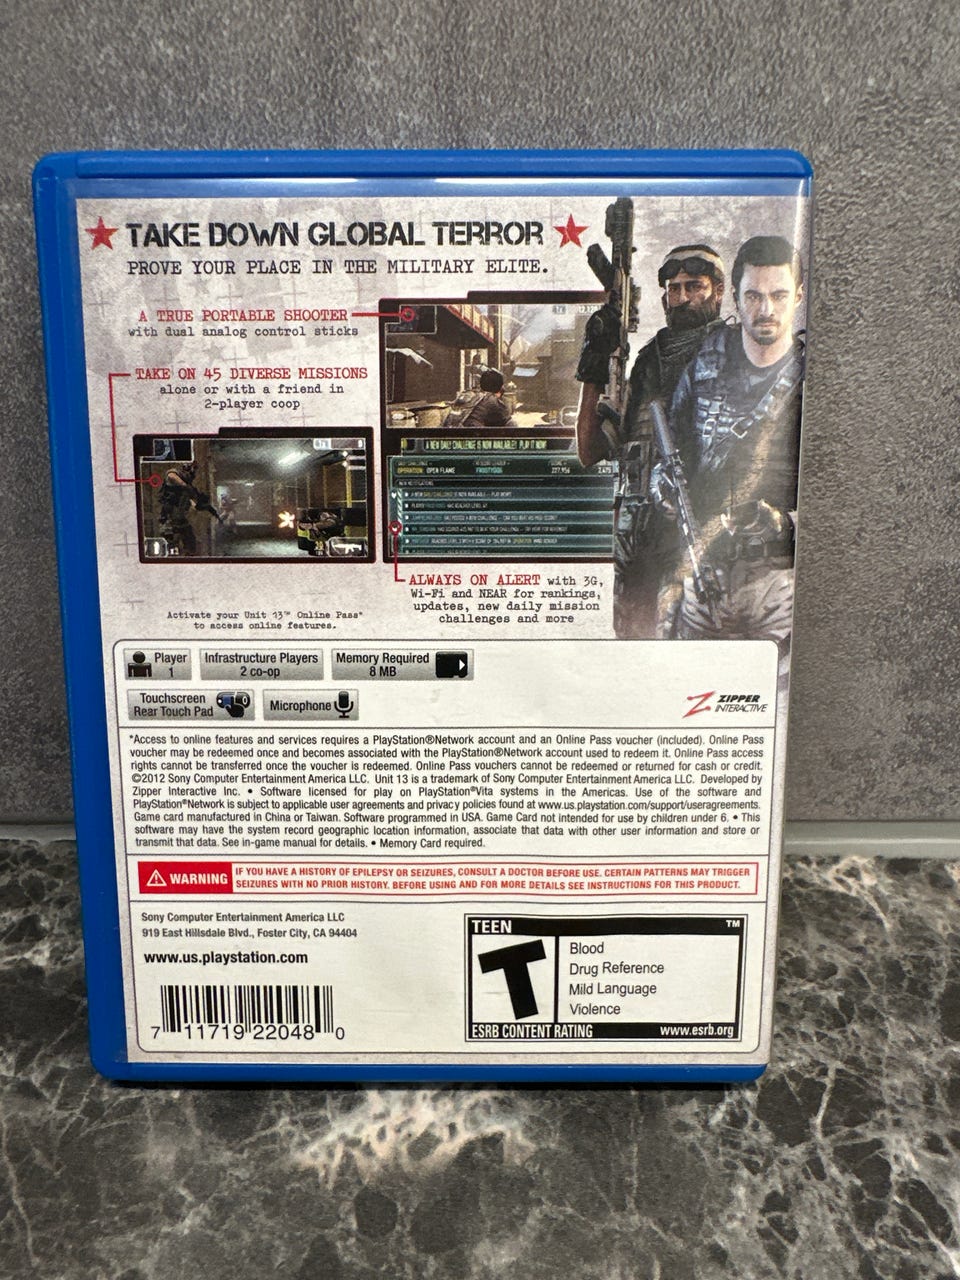 TAKE DOWN GLOBAL TERROR
PROVE YOUR PLACE IN THE MILITARY ELITE.
A TRUE PORTABLE SHOOTER
with dual analog control sticks
TAKE ON 45 DIVERSE MISSIONS
alone or with a friend in
2-player coop
A NEW DAILY CHALLENGE IS NOW AVAILABLE! PLAY IT NOW!
OPERATION: OPEN FLAME
ALWAYS ON ALERT with 3G,
Wi-Fi and NEAR for rankings,
updates, new daily mission
challenges and more
Activate your Unit 13™ Online Pass*
to access online features.
Player
1
Infrastructure Players
2 co-op
Memory Required
8 MB
Touchscreen
Rear Touch Pad
Microphone
ZIPPER
INTERACTIVE
*Access to online features and services requires a PlayStation®Network account and an Online Pass voucher (included). Online Pass
voucher may be redeemed once and becomes associated with the PlayStation®Network account used to redeem it. Online Pass access
rights cannot be transferred once the voucher is redeemed. Online Pass vouchers cannot be redeemed or returned for cash or credit.
©2012 Sony Computer Entertainment America LLC. Unit 13 is a trademark of Sony Computer Entertainment America LLC. Developed by
Zipper Interactive Inc. • Software licensed for play on PlayStation®Vita systems in the Americas. Use of the software and
PlayStation®Network is subject to applicable user agreements and privacy policies found at www.us.playstation.com/support/useragreements.
Game card manufactured in China or Taiwan. Software programmed in USA. Game Card not intended for use by children under 6. • This
software may have the system record geographic location information, associate that data with other user information and store or
transmit that data. See in-game manual for details. • Memory Card required.
WARNING
IF YOU HAVE A HISTORY OF EPILEPSY OR SEIZURES, CONSULT A DOCTOR BEFORE USE. CERTAIN PATTERNS MAY TRIGGER
SEIZURES WITH NO PRIOR HISTORY. BEFORE USING AND FOR MORE DETAILS SEE INSTRUCTIONS FOR THIS PRODUCT.
Sony Computer Entertainment America LLC
919 East Hillsdale Blvd., Foster City, CA 94404
www.us.playstation.com
7 11719 22048 0
TEEN ™
T
Blood
Drug Reference
Mild Language
Violence
ESRB CONTENT RATING www.esrb.org